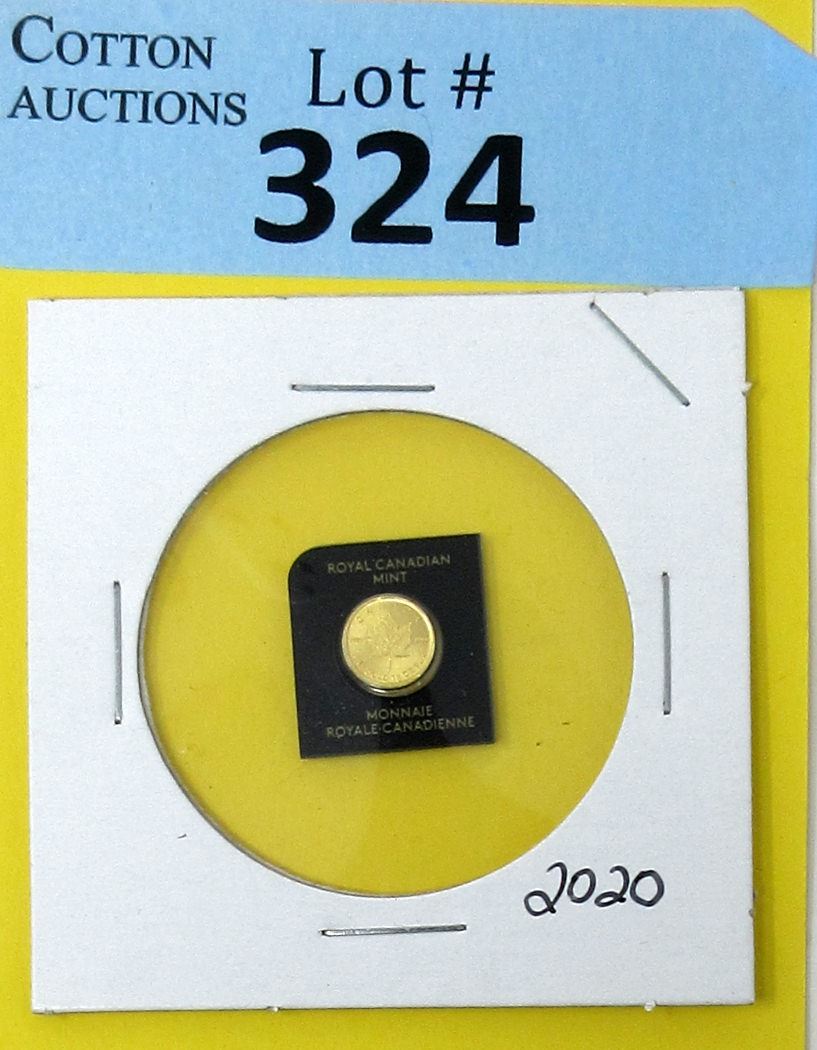 COTTON
AUCTIONS
Lot #
324
ROYAL CANADIAN
MINT
MONNAIE
ROYALE CANADIENNE
2020